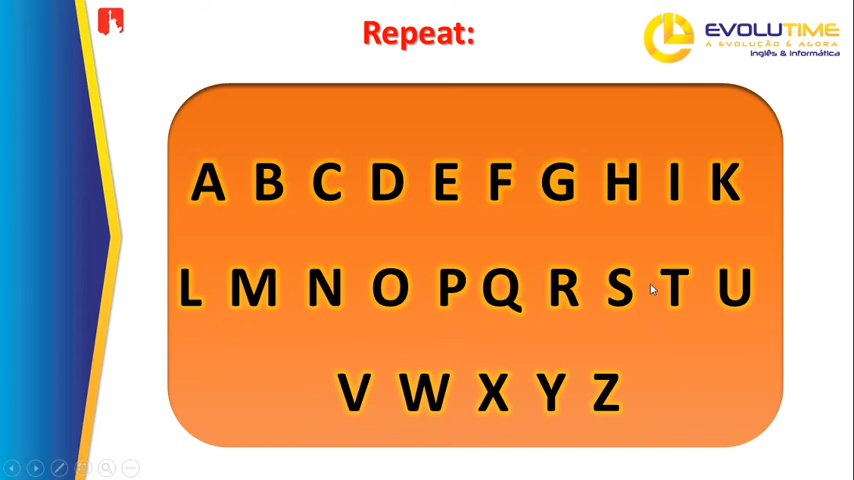 Repeat:
EVOLUTIME
A EVOLUÇÃO É AGORA
Inglês & Informática
A B C D E F G H I K
L M N O P Q R S T U
V W X Y Z